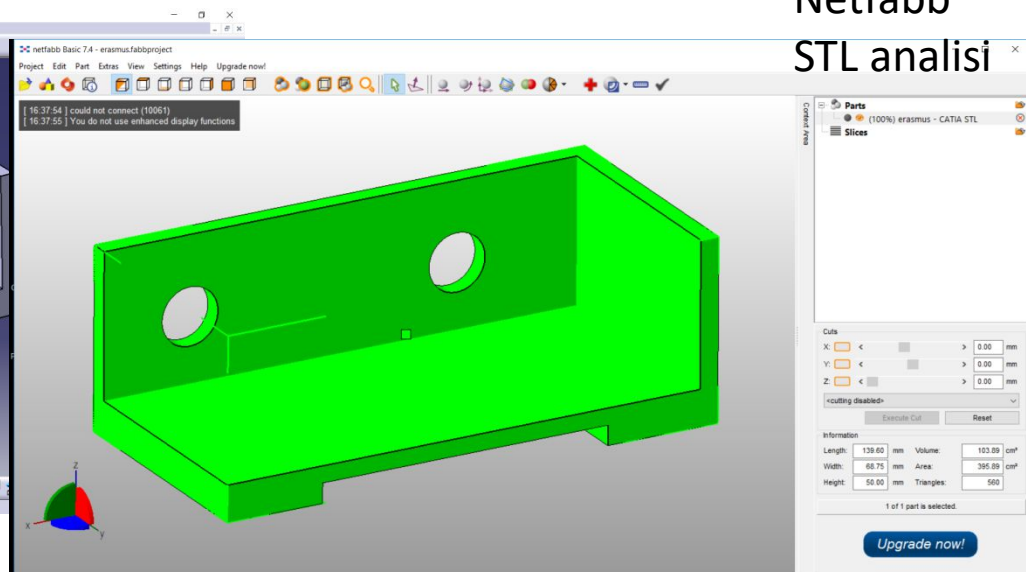 Netfabb
STL analisi
netfabb Basic 7.4 - erasmus.fabbproject
Project Edit Part Extras View Settings Help Upgrade now!
[ 16:37:54 ] could not connect (10061)
[ 16:37:55 ] You do not use enhanced display functions
Context Area
Parts
(100%) erasmus - CATIA STL
Slices
z
x
y
Cuts
X: < > 0.00 mm
Y: < > 0.00 mm
Z: < > 0.00 mm
<cutting disabled>
Execute Cut Reset
Information
Length: 139.60 mm Volume: 103.89 cm³
Width: 68.75 mm Area: 395.89 cm²
Height: 50.00 mm Triangles: 560
1 of 1 part is selected.
Upgrade now!